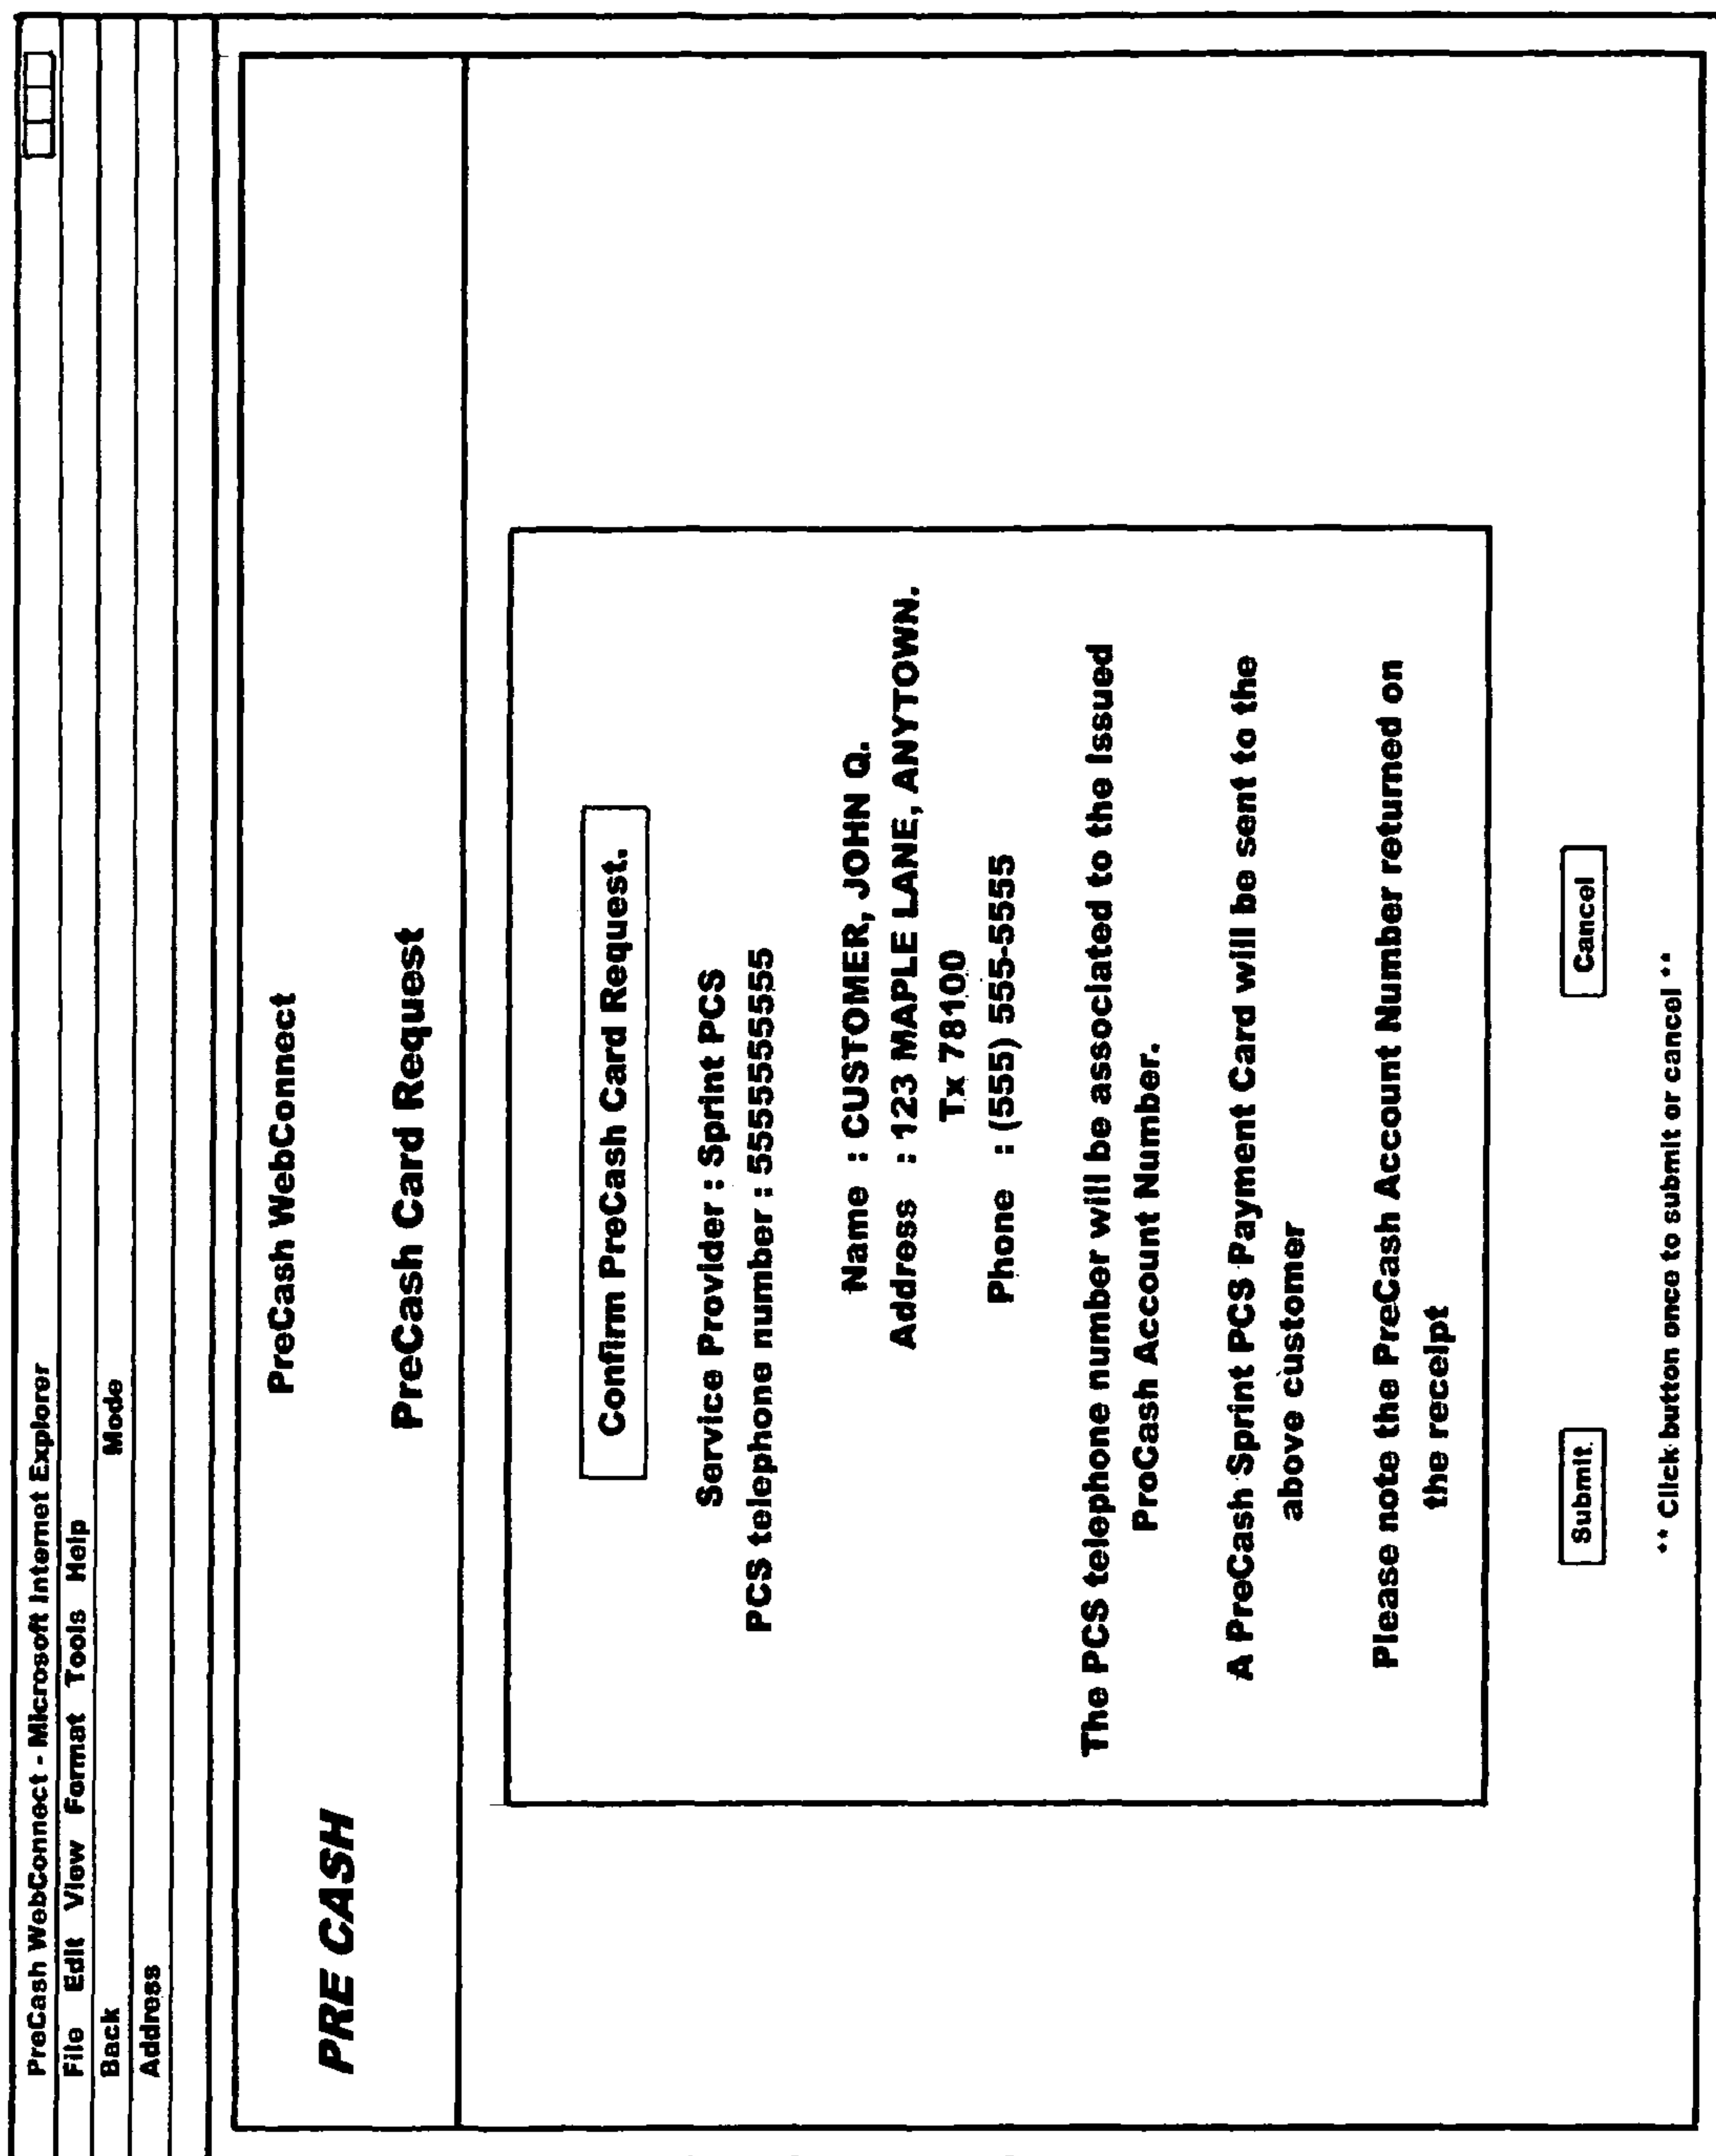 PreCash WebConnect - Microsoft Internet Explorer
File Edit View Format Tools Help
Back Mode
Address
PreCash WebConnect
PRE CASH
PreCash Card Request
Confirm PreCash Card Request.
Service Provider : Sprint PCS
PCS telephone number : 5555555555
Name : CUSTOMER, JOHN Q.
Address : 123 MAPLE LANE, ANYTOWN.
Tx 78100
Phone : (555) 555-5555
The PCS telephone number will be associated to the issued
ProCash Account Number.
A PreCash Sprint PCS Payment Card will be sent to the
above customer
Please note the PreCash Account Number returned on
the receipt
Submit Cancel
** Click button once to submit or cancel **